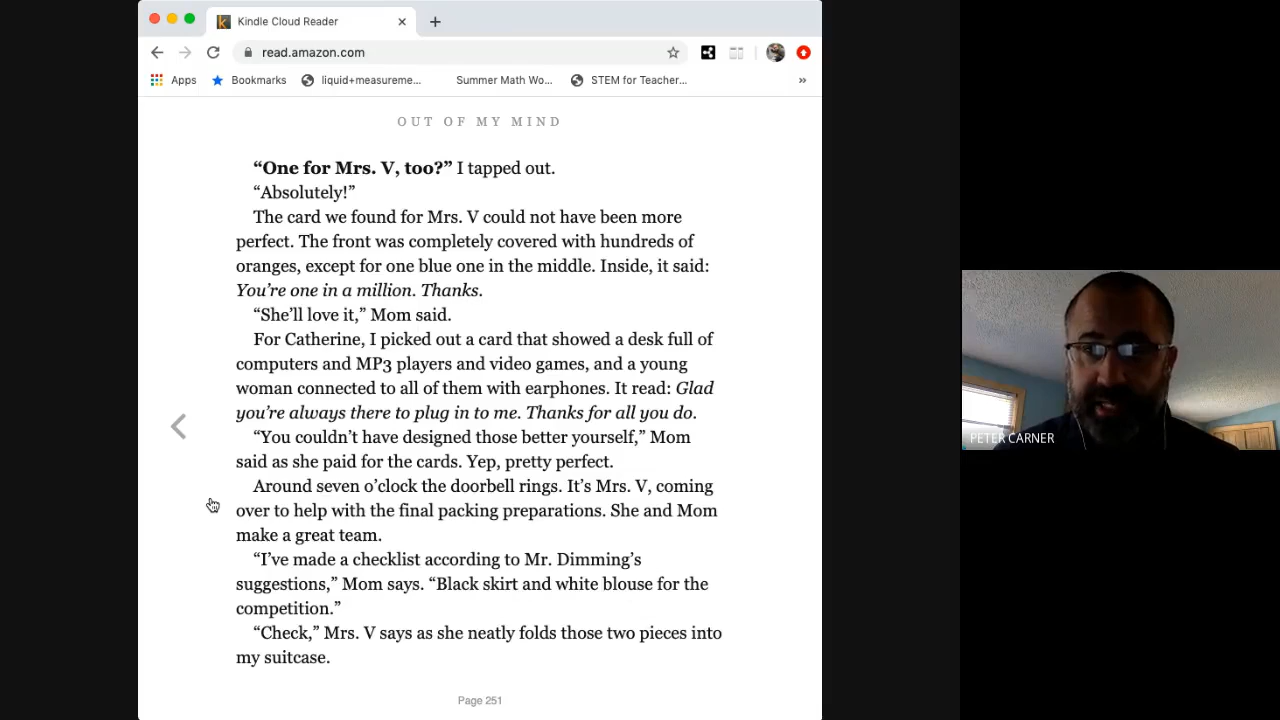 Kindle Cloud Reader
read.amazon.com
Apps
Bookmarks
liquid+measureme...
Summer Math Wo...
STEM for Teacher...
»
OUT OF MY MIND
“One for Mrs. V, too?” I tapped out.
“Absolutely!”
The card we found for Mrs. V could not have been more
perfect. The front was completely covered with hundreds of
oranges, except for one blue one in the middle. Inside, it said:
You’re one in a million. Thanks.
“She’ll love it,” Mom said.
For Catherine, I picked out a card that showed a desk full of
computers and MP3 players and video games, and a young
woman connected to all of them with earphones. It read: Glad
you’re always there to plug in to me. Thanks for all you do.
“You couldn’t have designed those better yourself,” Mom
said as she paid for the cards. Yep, pretty perfect.
Around seven o’clock the doorbell rings. It’s Mrs. V, coming
over to help with the final packing preparations. She and Mom
make a great team.
“I’ve made a checklist according to Mr. Dimming’s
suggestions,” Mom says. “Black skirt and white blouse for the
competition.”
“Check,” Mrs. V says as she neatly folds those two pieces into
my suitcase.
Page 251
PETER CARNER